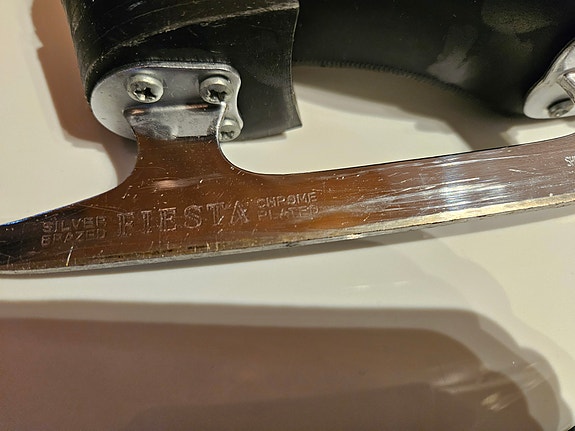 SILVER
BRAZED
FIESTA
CHROME
PLATED